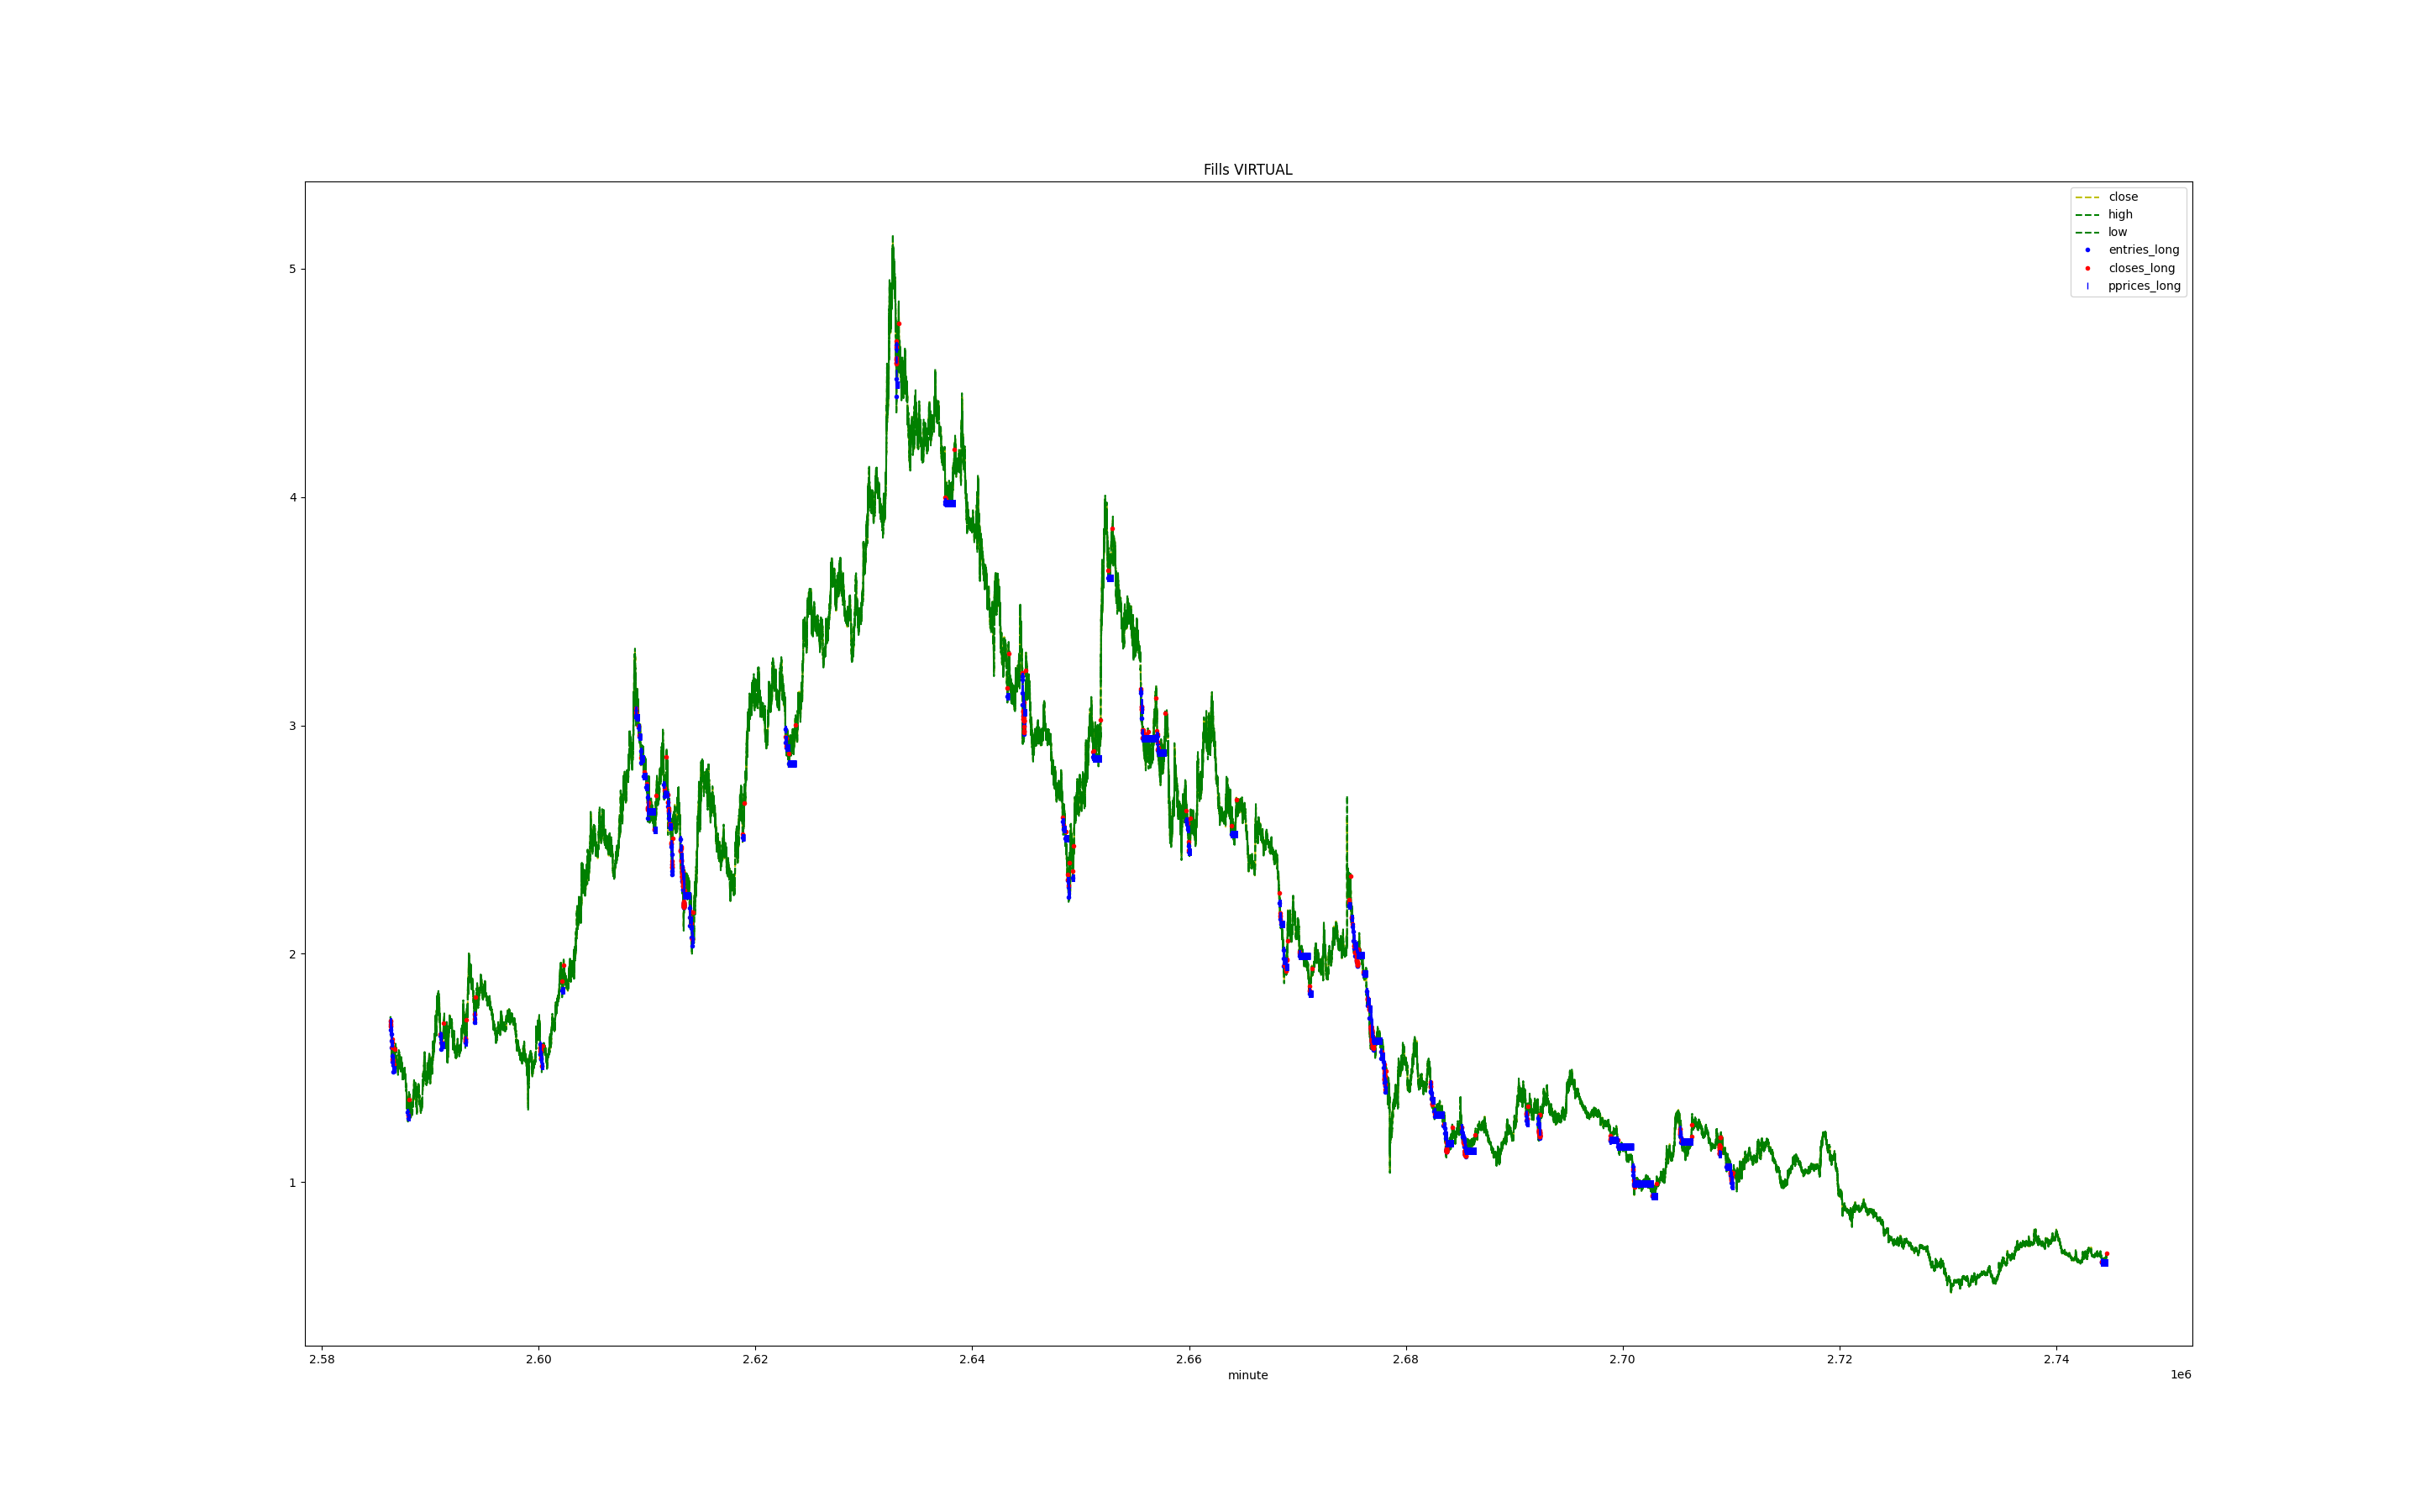 Fills VIRTUAL
close
high
low
entries_long
closes_long
pprices_long
5
4
3
2
1
2.58 2.60 2.62 2.64 2.66 2.68 2.70 2.72 2.74
minute
1e6